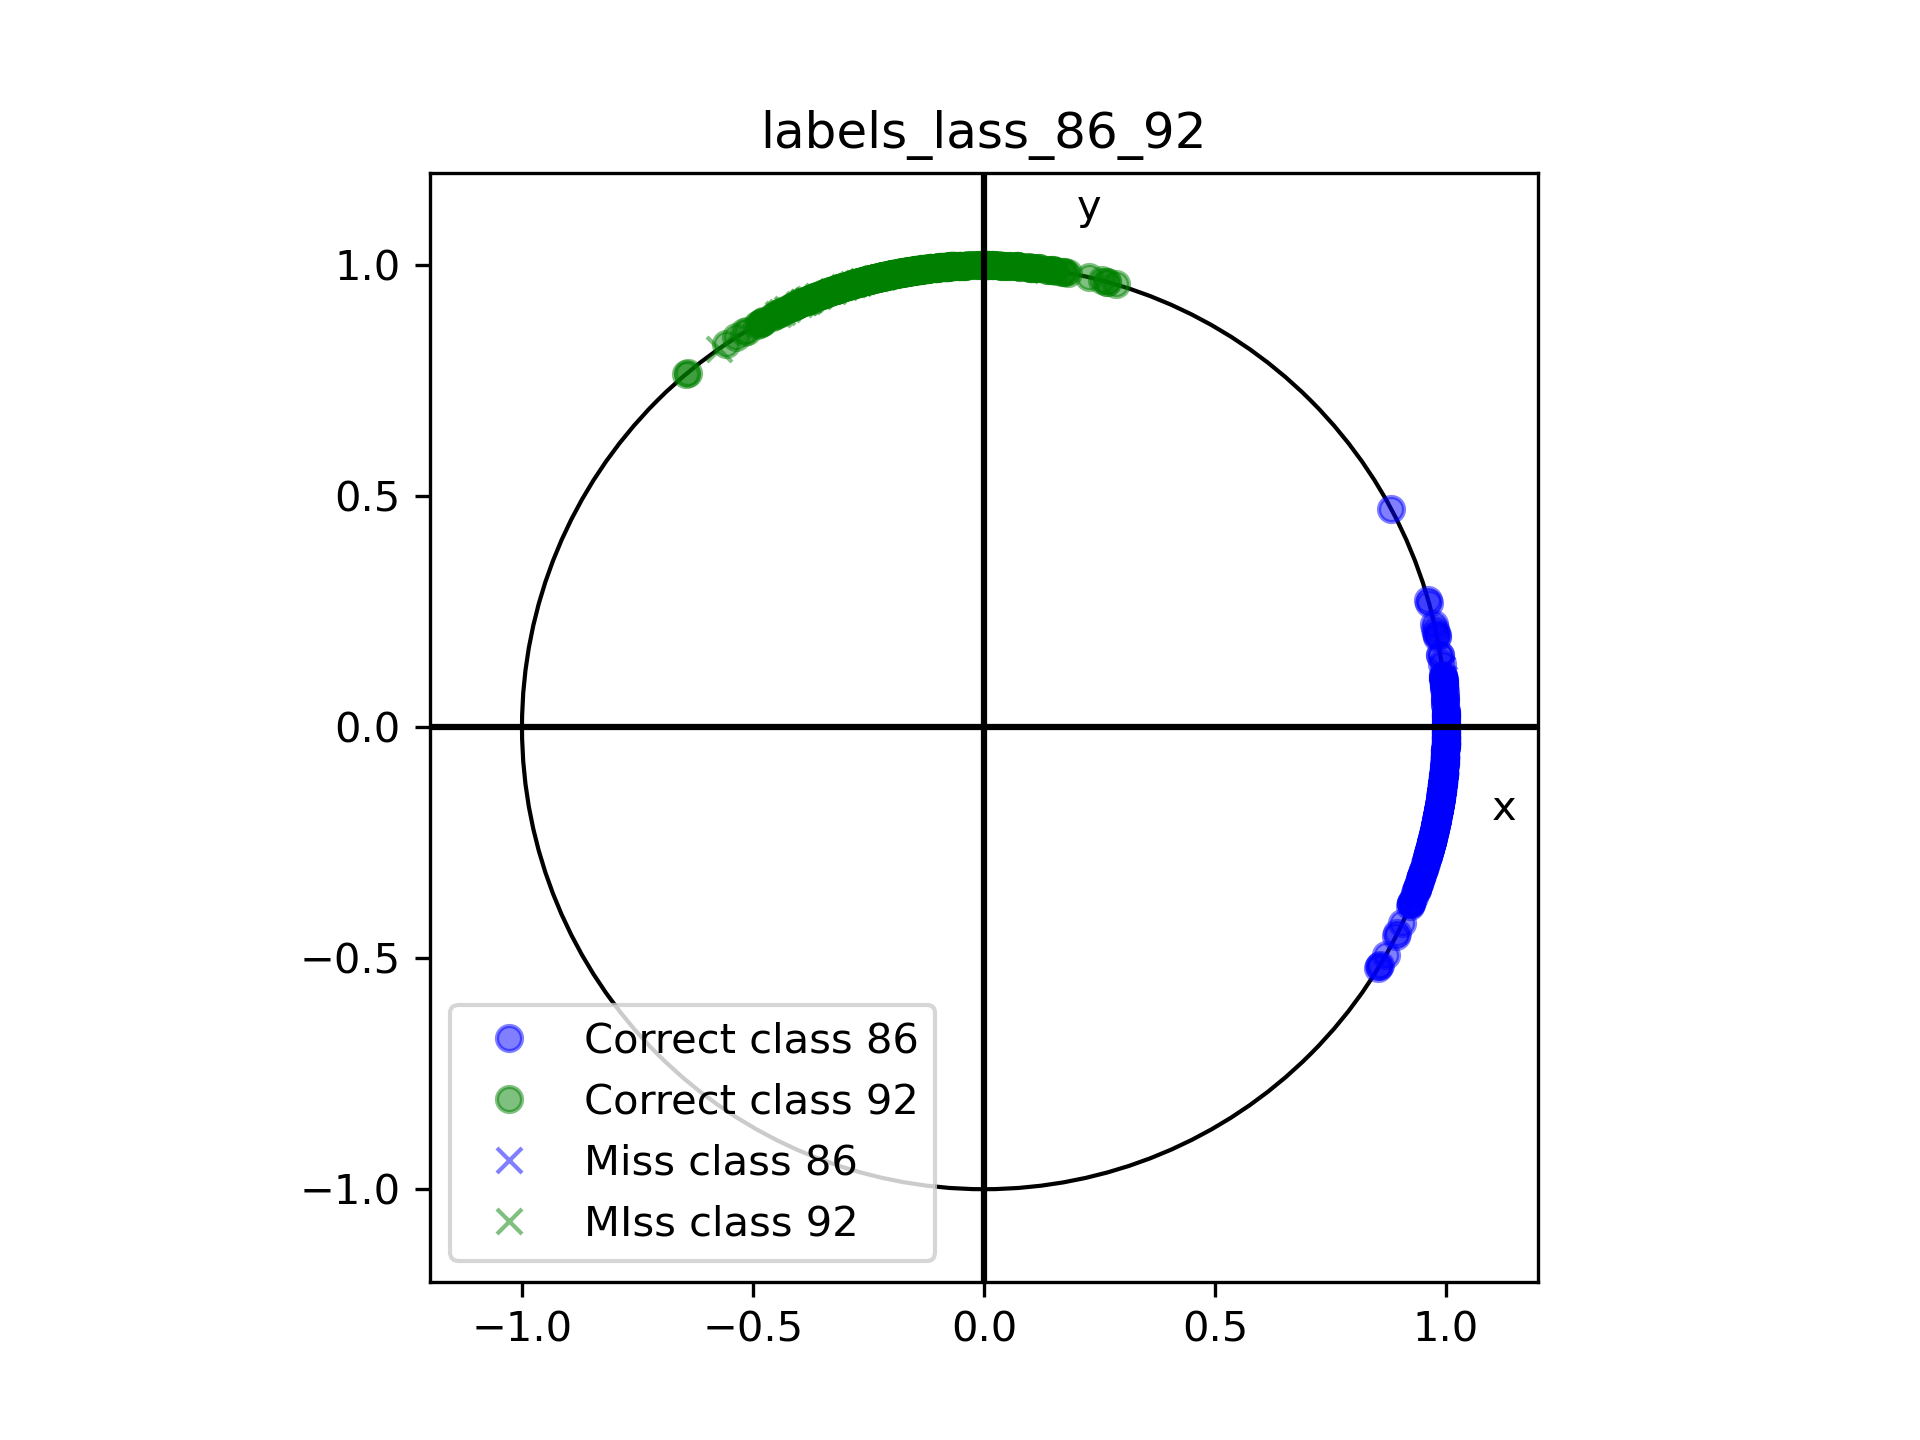 labels_lass_86_92
y
1.0
0.5
0.0
x
−0.5
−1.0
Correct class 86
Correct class 92
Miss class 86
MIss class 92
−1.0 −0.5 0.0 0.5 1.0